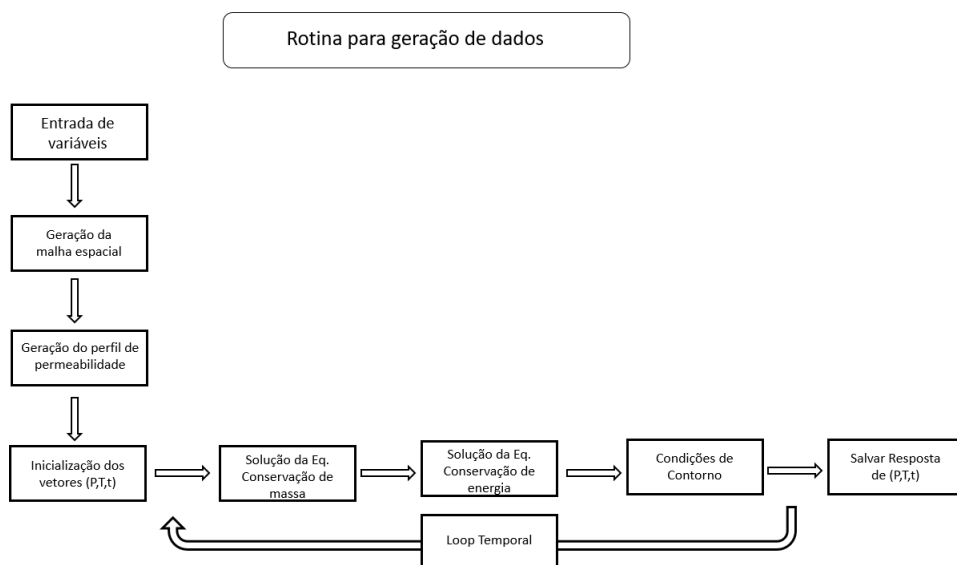 Rotina para geração de dados
Entrada de
variáveis
Geração da
malha espacial
Geração do perfil de
permeabilidade
Inicialização dos
vetores (P,T,t)
Solução da Eq.
Conservação de
massa
Solução da Eq.
Conservação de
energia
Condições de
Contorno
Salvar Resposta
de (P,T,t)
Loop Temporal